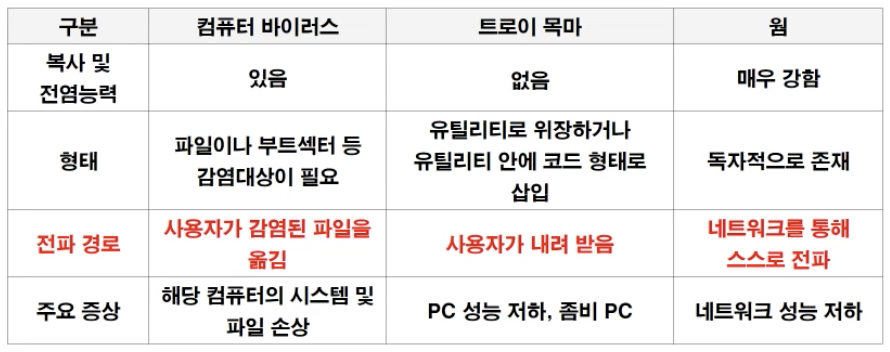 구분
컴퓨터 바이러스
트로이 목마
웜
복사 및
전염능력
있음
없음
매우 강함
형태
파일이나 부트섹터 등
감염대상이 필요
유틸리티로 위장하거나
유틸리티 안에 코드 형태로
삽입
독자적으로 존재
전파 경로
사용자가 감염된 파일을
옮김
사용자가 내려 받음
네트워크를 통해
스스로 전파
주요 증상
해당 컴퓨터의 시스템 및
파일 손상
PC 성능 저하, 좀비 PC
네트워크 성능 저하